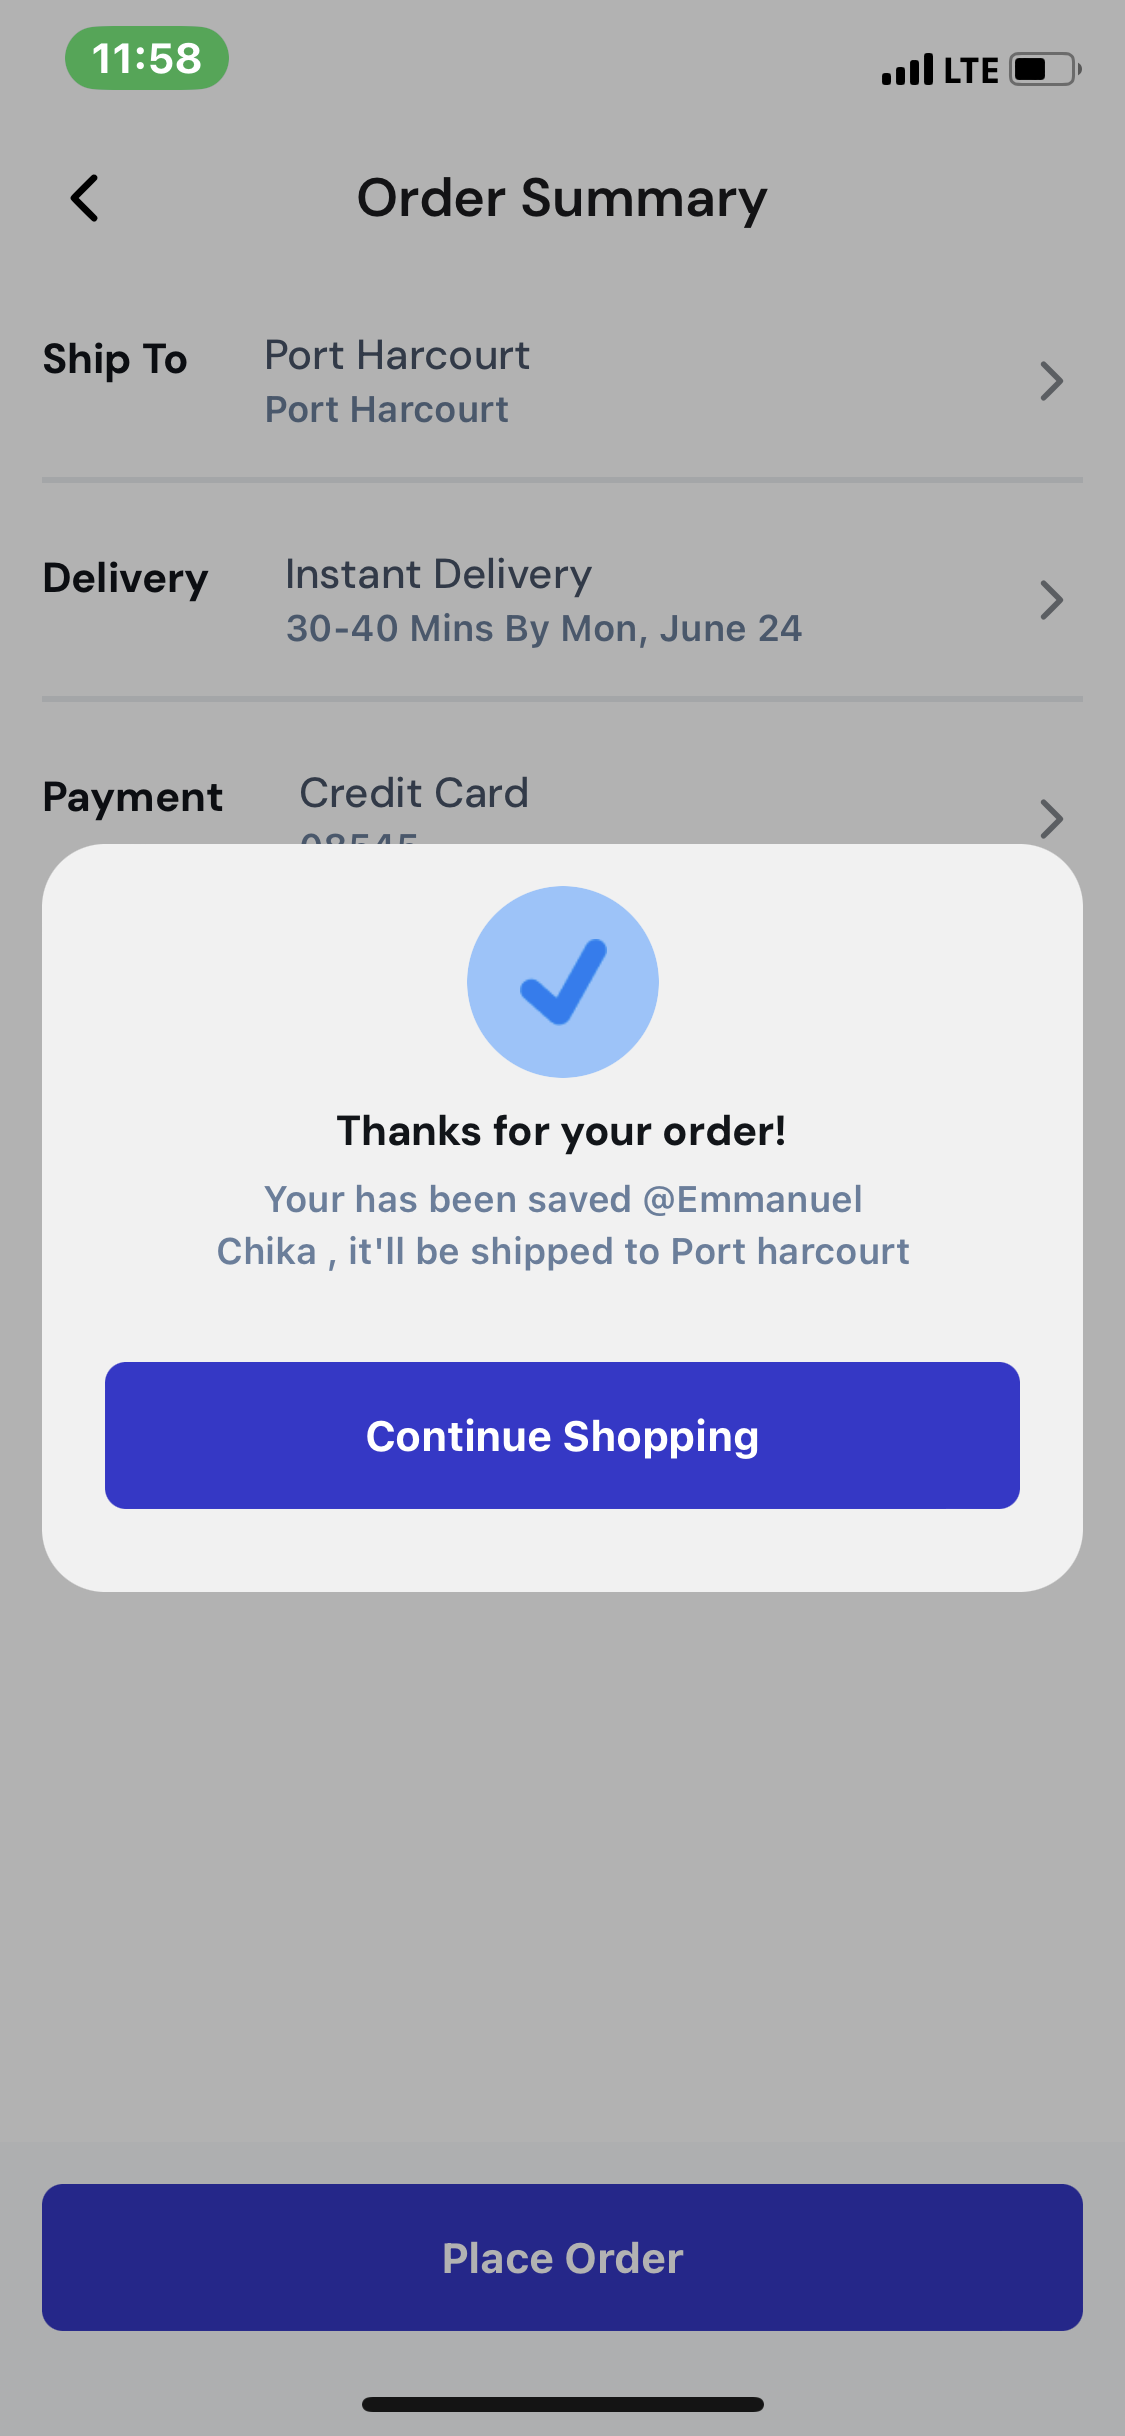 11:58
LTE
Order Summary
Ship To
Port Harcourt
Port Harcourt
Delivery
Instant Delivery
30-40 Mins By Mon, June 24
Payment
Credit Card
08545
Thanks for your order!
Your has been saved @Emmanuel
Chika , it'll be shipped to Port harcourt
Continue Shopping
Place Order